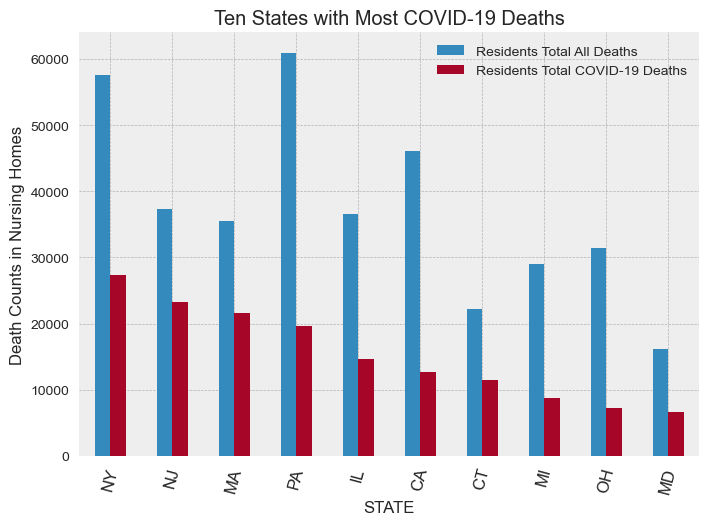 Ten States with Most COVID-19 Deaths
Residents Total All Deaths
Residents Total COVID-19 Deaths
Death Counts in Nursing Homes
60000
50000
40000
30000
20000
10000
0
NY NJ MA PA IL CA CT MI OH MD
STATE